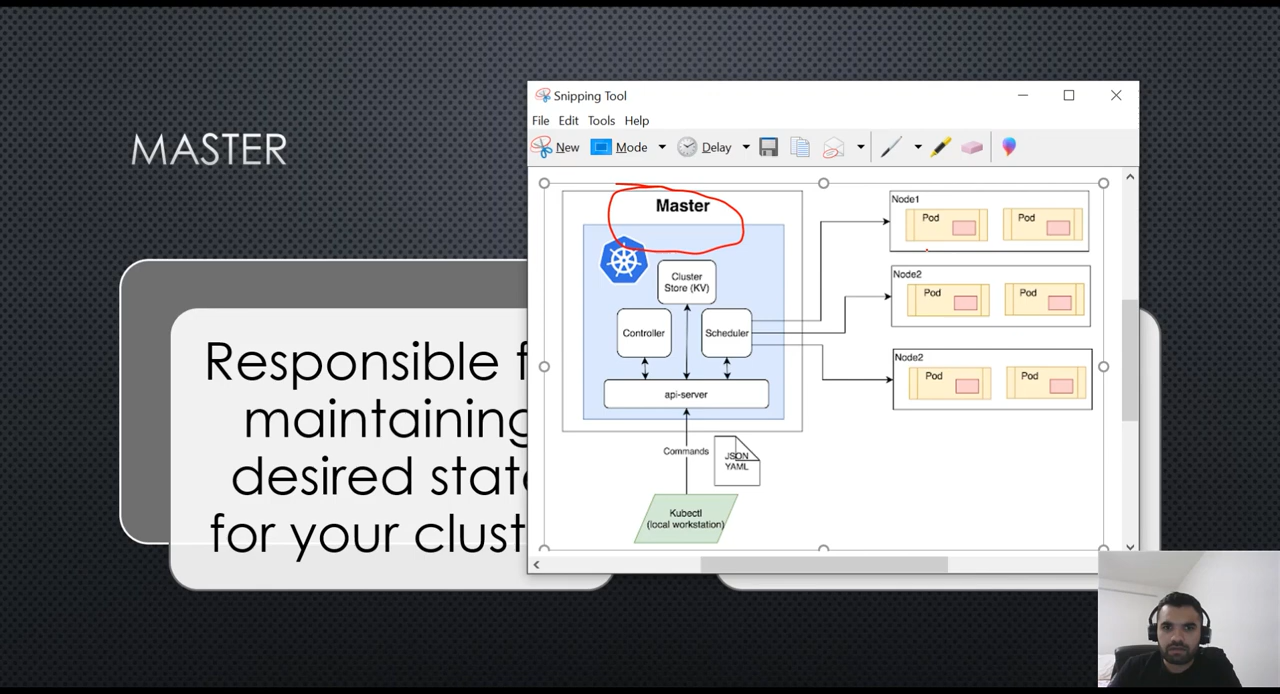 MASTER
Responsible f
maintaining
desired stat
for your clust
Snipping Tool
File Edit Tools Help
New Mode Delay
Master
Cluster
Store (KV)
Controller
Scheduler
api-server
Commands
JSON
YAML
Kubectl
(local workstation)
Node1
Pod Pod
Node2
Pod Pod
Node2
Pod Pod